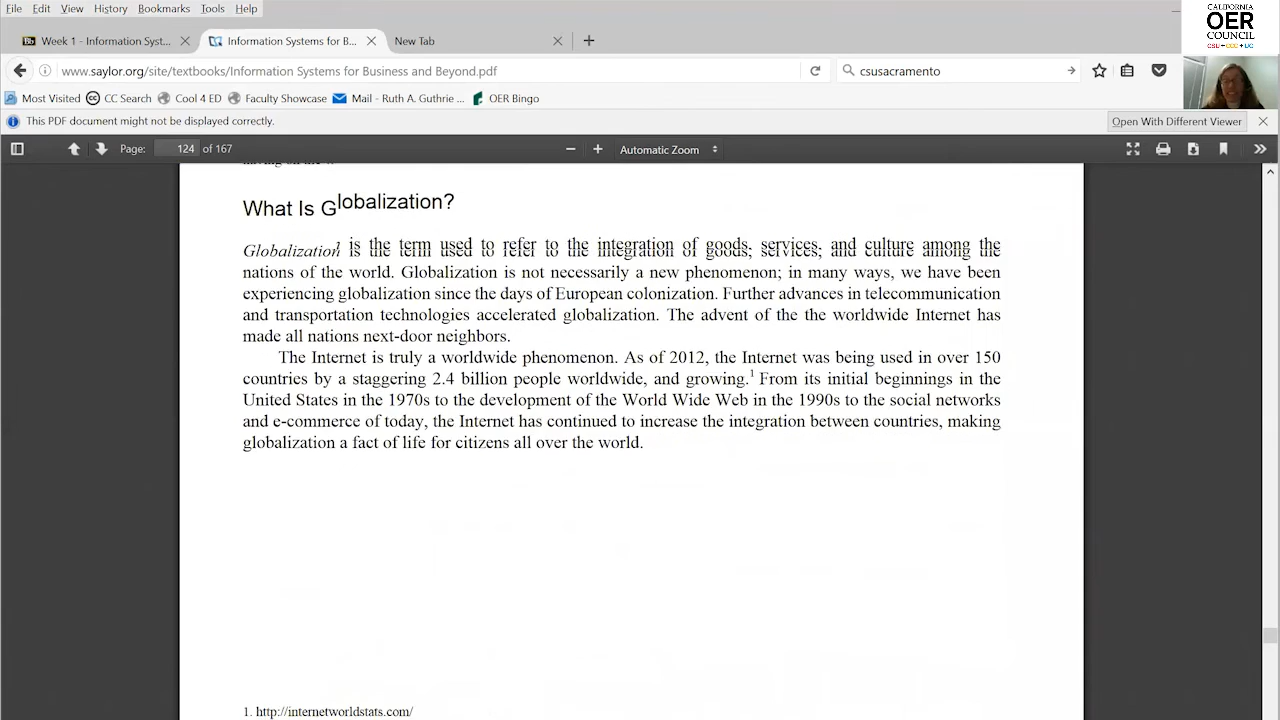 File Edit View History Bookmarks Tools Help
CALIFORNIA
OER
COUNCIL
CSU + CCC + UC
Bb Week 1 - Information Syst... Information Systems for B... New Tab
www.saylor.org/site/textbooks/Information Systems for Business and Beyond.pdf csusacramento
Most Visited CC Search Cool 4 ED Faculty Showcase Mail - Ruth A. Guthrie ... OER Bingo
This PDF document might not be displayed correctly. Open With Different Viewer
Page: 124 of 167 Automatic Zoom
What Is Globalization?
Globalization is the term used to refer to the integration of goods, services, and culture among the
nations of the world. Globalization is not necessarily a new phenomenon; in many ways, we have been
experiencing globalization since the days of European colonization. Further advances in telecommunication
and transportation technologies accelerated globalization. The advent of the the worldwide Internet has
made all nations next-door neighbors.
The Internet is truly a worldwide phenomenon. As of 2012, the Internet was being used in over 150
countries by a staggering 2.4 billion people worldwide, and growing.1 From its initial beginnings in the
United States in the 1970s to the development of the World Wide Web in the 1990s to the social networks
and e-commerce of today, the Internet has continued to increase the integration between countries, making
globalization a fact of life for citizens all over the world.
1. http://internetworldstats.com/